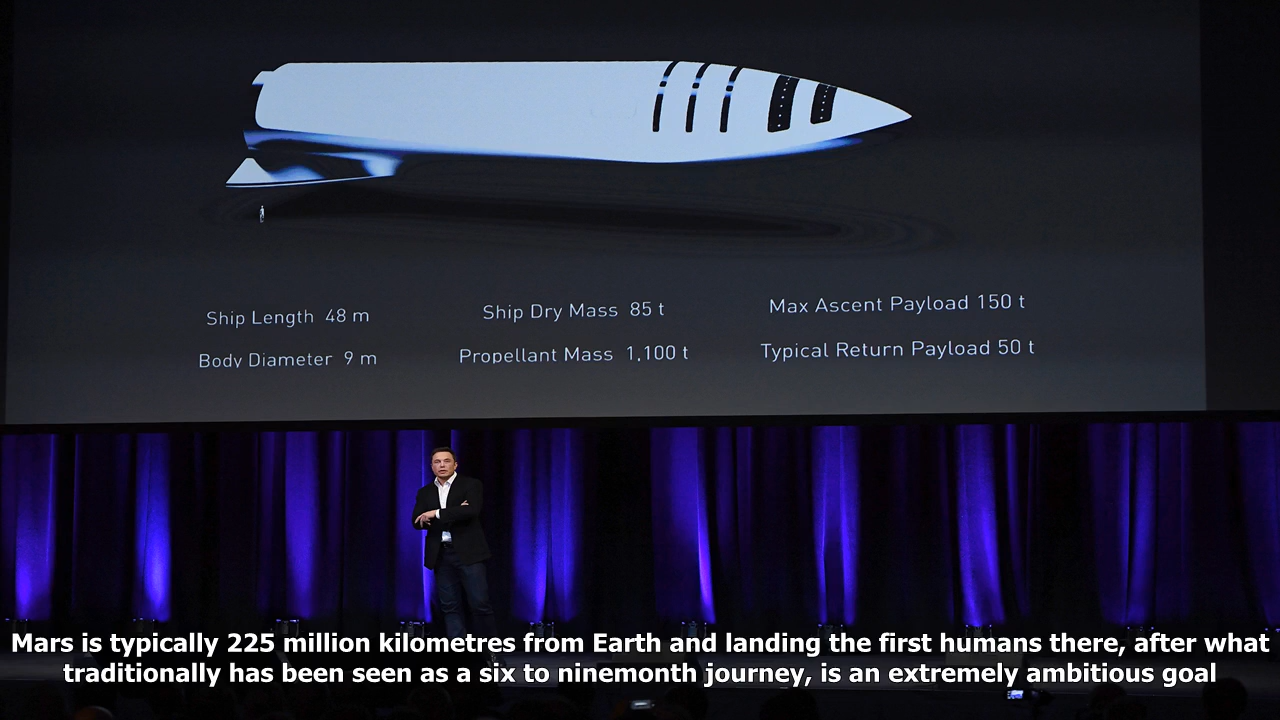 Ship Length 48 m
Ship Dry Mass 85 t
Max Ascent Payload 150 t
Body Diameter 9 m
Propellant Mass 1,100 t
Typical Return Payload 50 t
Mars is typically 225 million kilometres from Earth and landing the first humans there, after what
traditionally has been seen as a six to ninemonth journey, is an extremely ambitious goal